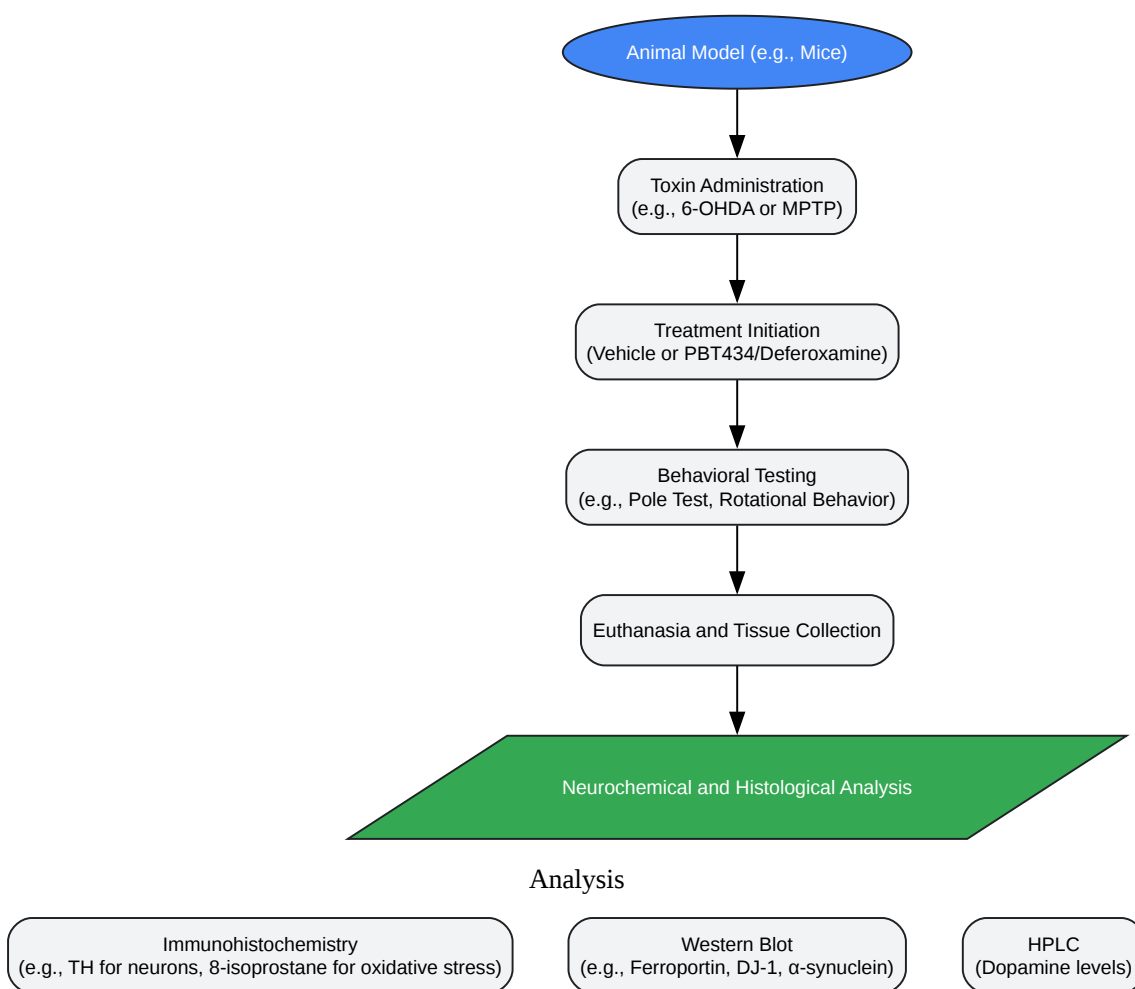 Animal Model (e.g., Mice)
Toxin Administration
(e.g., 6-OHDA or MPTP)
Treatment Initiation
(Vehicle or PBT434/Deferoxamine)
Behavioral Testing
(e.g., Pole Test, Rotational Behavior)
Euthanasia and Tissue Collection
Neurochemical and Histological Analysis
Analysis
Immunohistochemistry
(e.g., TH for neurons, 8-isoprostane for oxidative stress)
Western Blot
(e.g., Ferroportin, DJ-1, α-synuclein)
HPLC
(Dopamine levels)